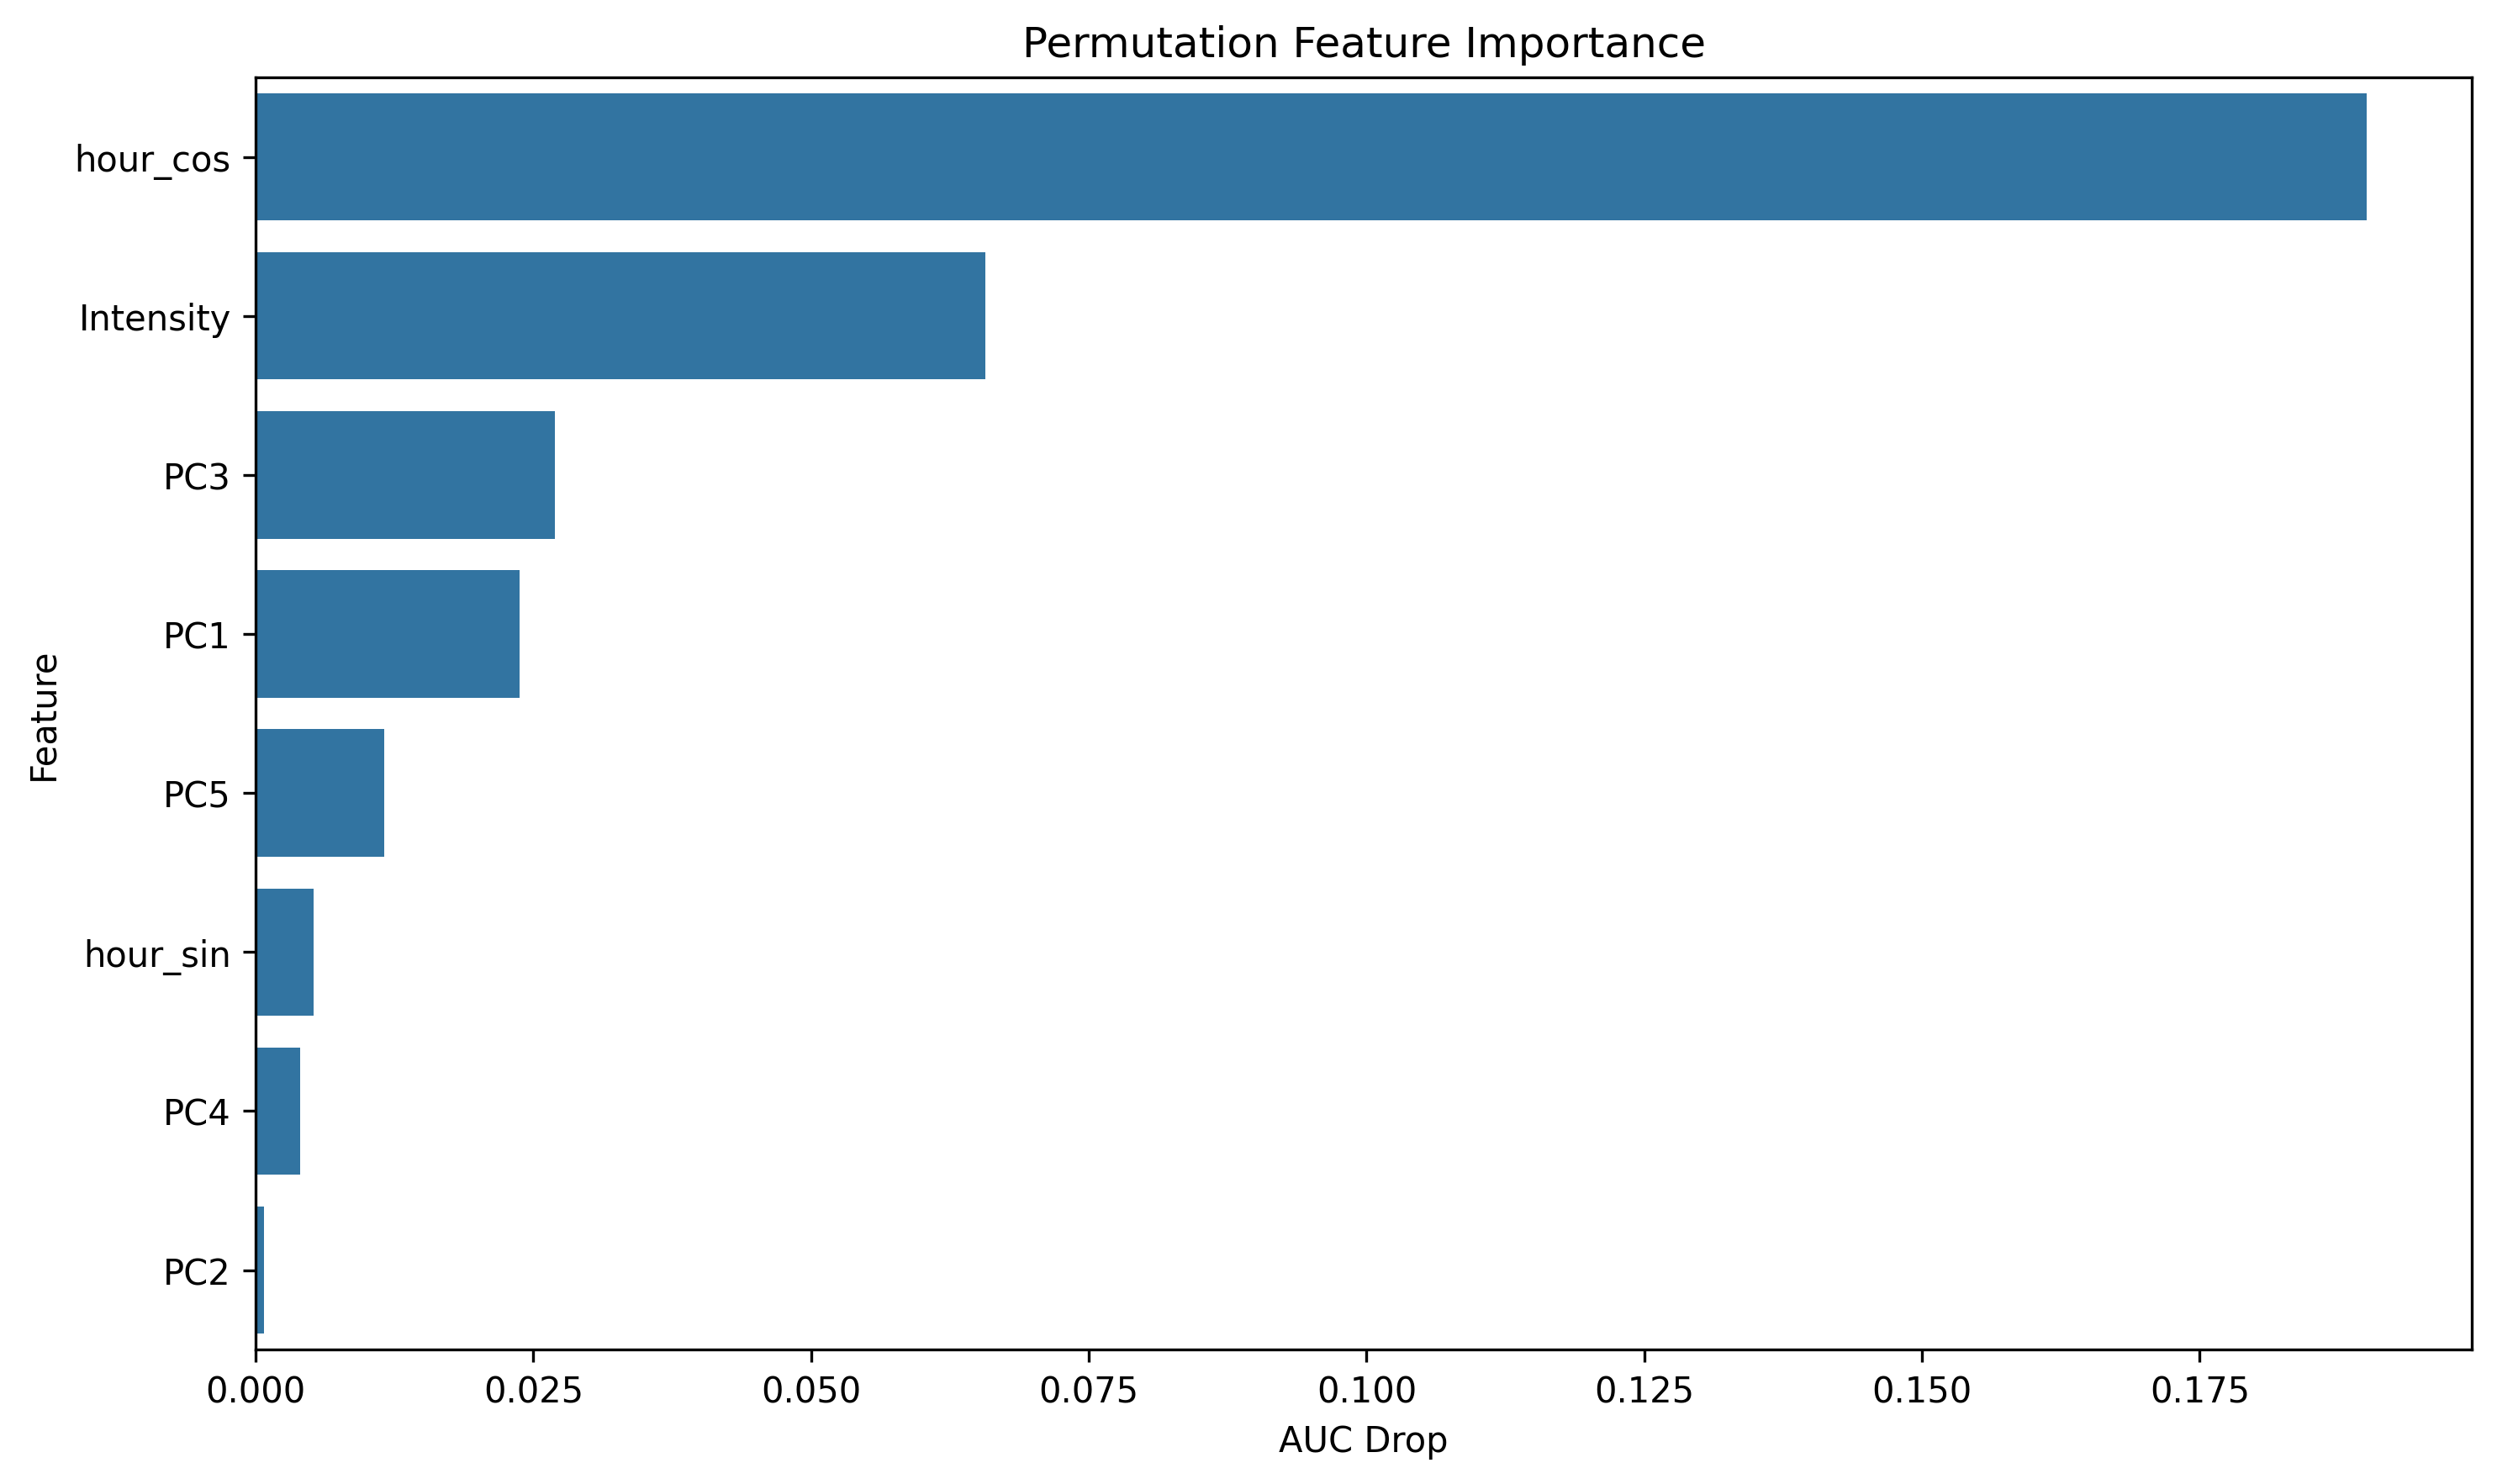 Permutation Feature Importance
hour_cos
Intensity
PC3
PC1
PC5
hour_sin
PC4
PC2
Feature
0.000 0.025 0.050 0.075 0.100 0.125 0.150 0.175
AUC Drop